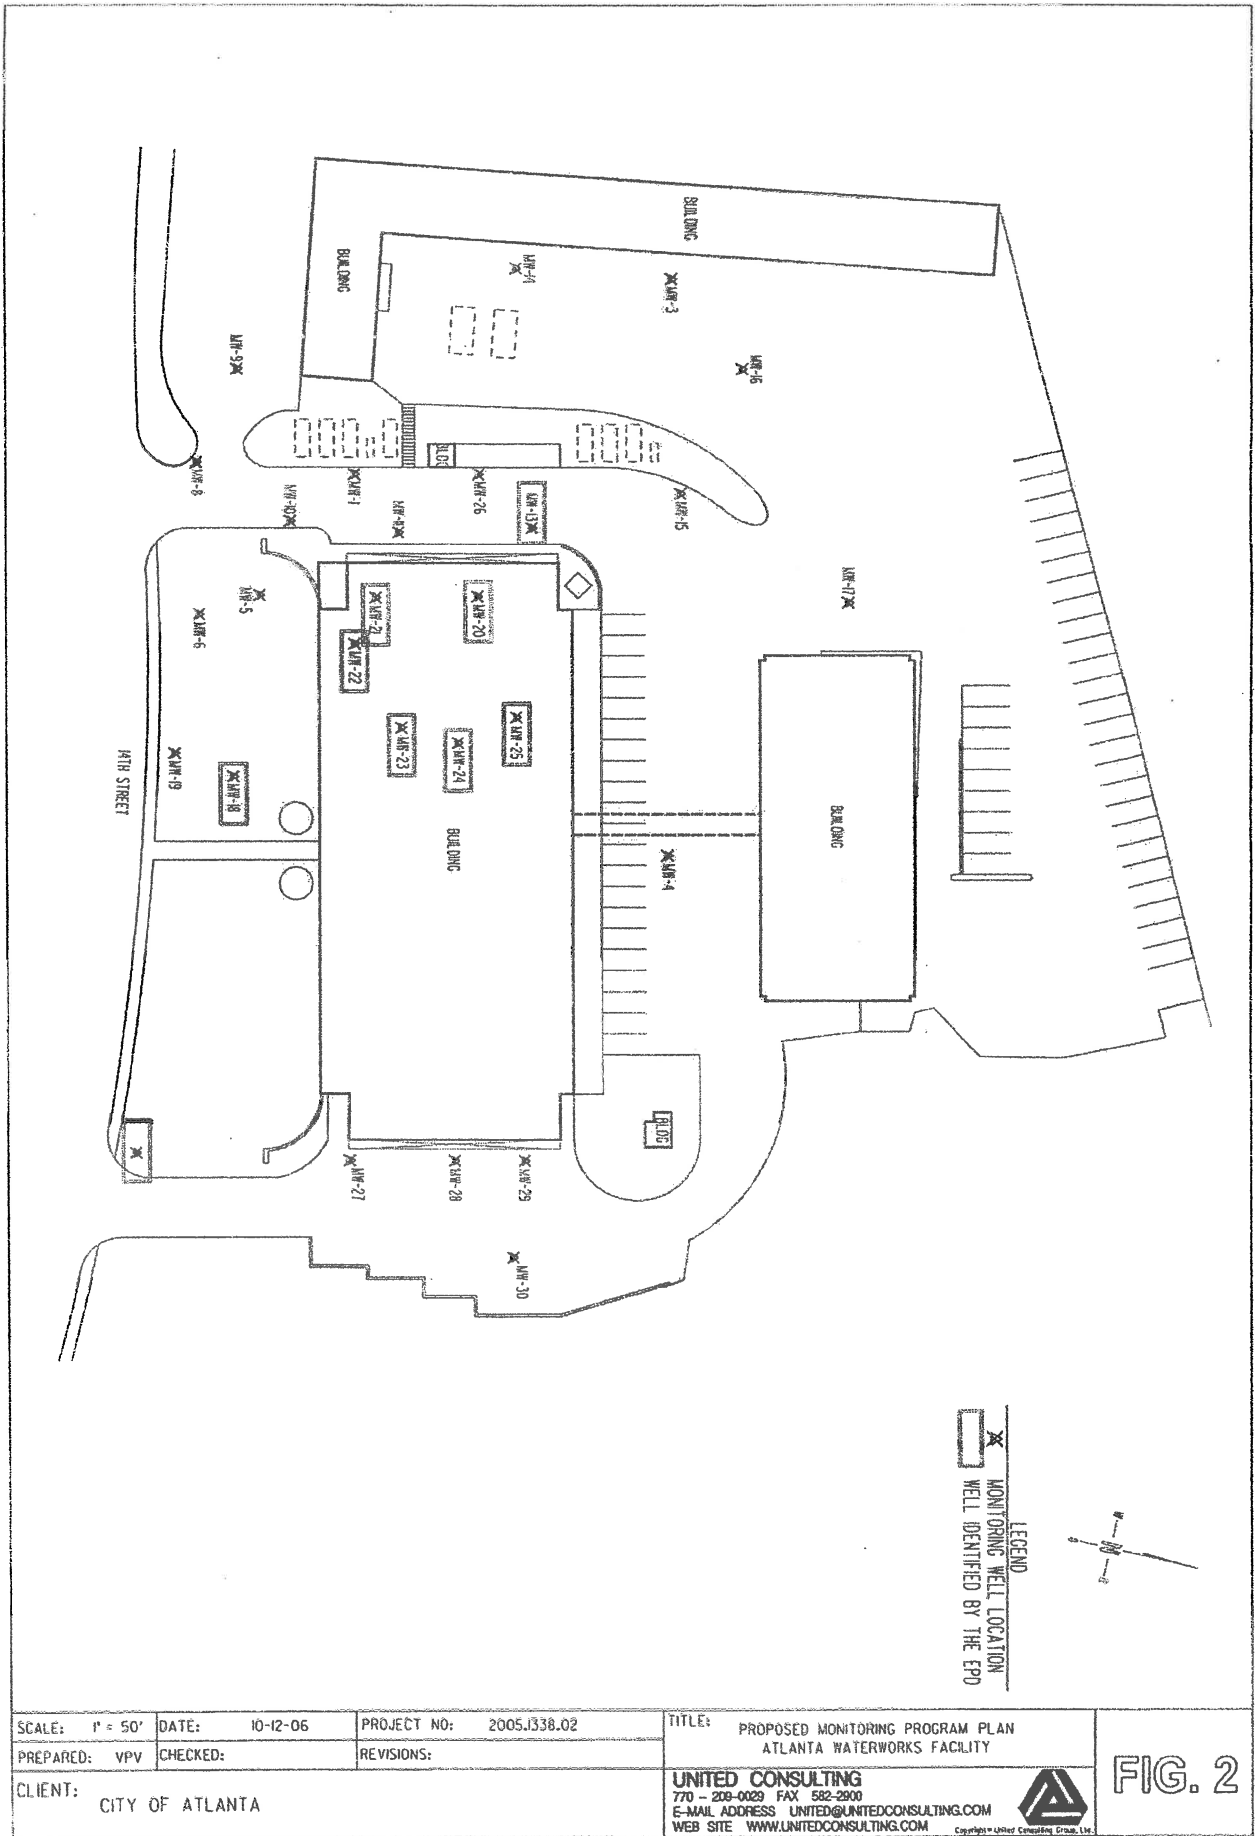 BUILDING
BUILDING
MW-14
MW-3
MW-16
MW-9
BLDG
MW-8
MW-10
MW-1
MW-11
MW-26
MW-13
MW-15
MW-17
MW-5
MW-6
MW-21
MW-22
MW-20
MW-23
MW-24
MW-25
MW-19
MW-18
14TH STREET
BUILDING
BUILDING
MW-4
BLDG
MW-27
MW-28
MW-29
MW-30
LEGEND
MONITORING WELL LOCATION
WELL IDENTIFIED BY THE EPD
SCALE: 1" = 50'
DATE: 10-12-06
PROJECT NO: 2005.1338.02
PREPARED: VPV
CHECKED:
REVISIONS:
CLIENT:
CITY OF ATLANTA
TITLE: PROPOSED MONITORING PROGRAM PLAN
ATLANTA WATERWORKS FACILITY
UNITED CONSULTING
770 - 209-0029 FAX 582-2900
E-MAIL ADDRESS UNITED@UNITEDCONSULTING.COM
WEB SITE WWW.UNITEDCONSULTING.COM
Copyright United Consulting Group, Ltd.
FIG. 2